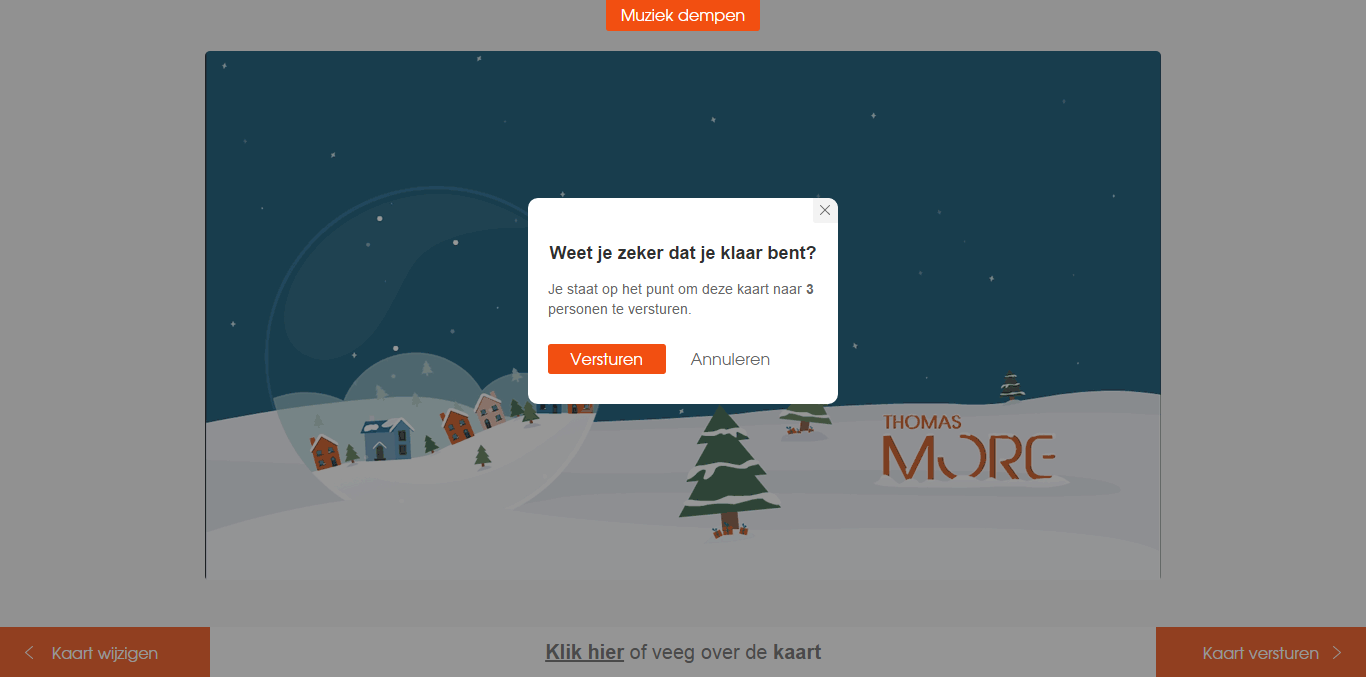 Muziek dempen
Weet je zeker dat je klaar bent?
Je staat op het punt om deze kaart naar 3
personen te versturen.
Versturen
Annuleren
THOMAS
MORE
Kaart wijzigen
Klik hier of veeg over de kaart
Kaart versturen